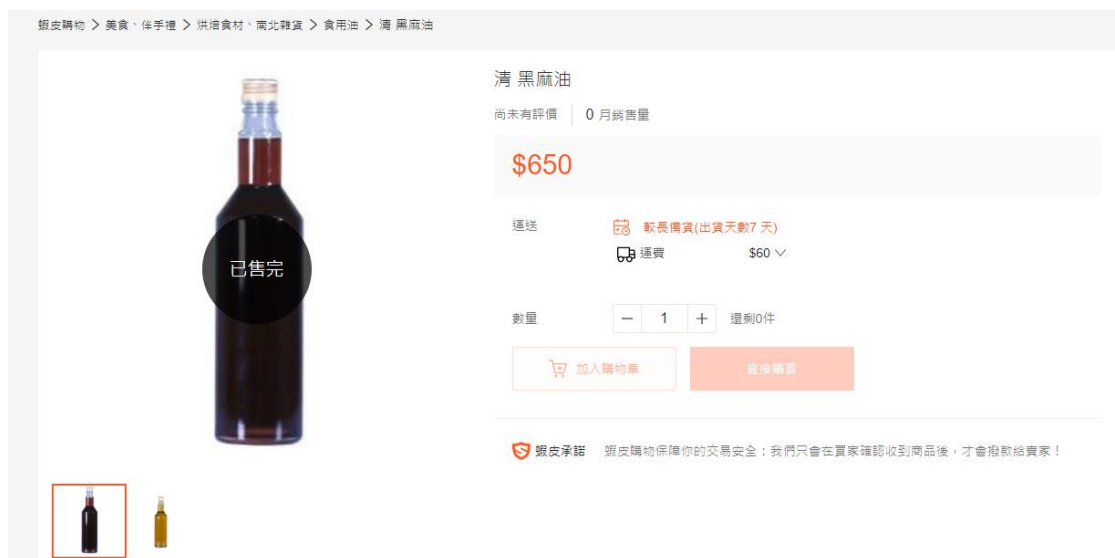 蝦皮購物 > 美食、伴手禮 > 烘焙食材、南北雜貨 > 食用油 > 清 黑麻油
清 黑麻油
尚未有評價 0 月銷售量
$650
運送 較長備貨(出貨天數7 天)
運費 $60
已售完
數量 1 還剩0件
加入購物車 直接購買
蝦皮承諾 蝦皮購物保障你的交易安全：我們只會在買家確認收到商品後，才會撥款給賣家！